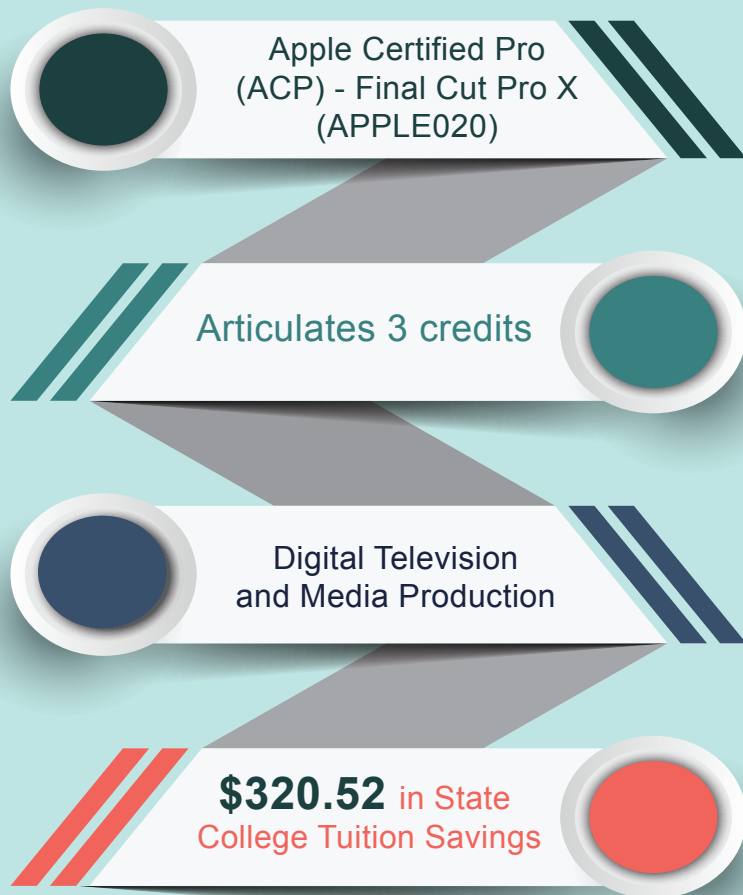 Apple Certified Pro
(ACP) - Final Cut Pro X
(APPLE020)
Articulates 3 credits
Digital Television
and Media Production
$320.52 in State
College Tuition Savings